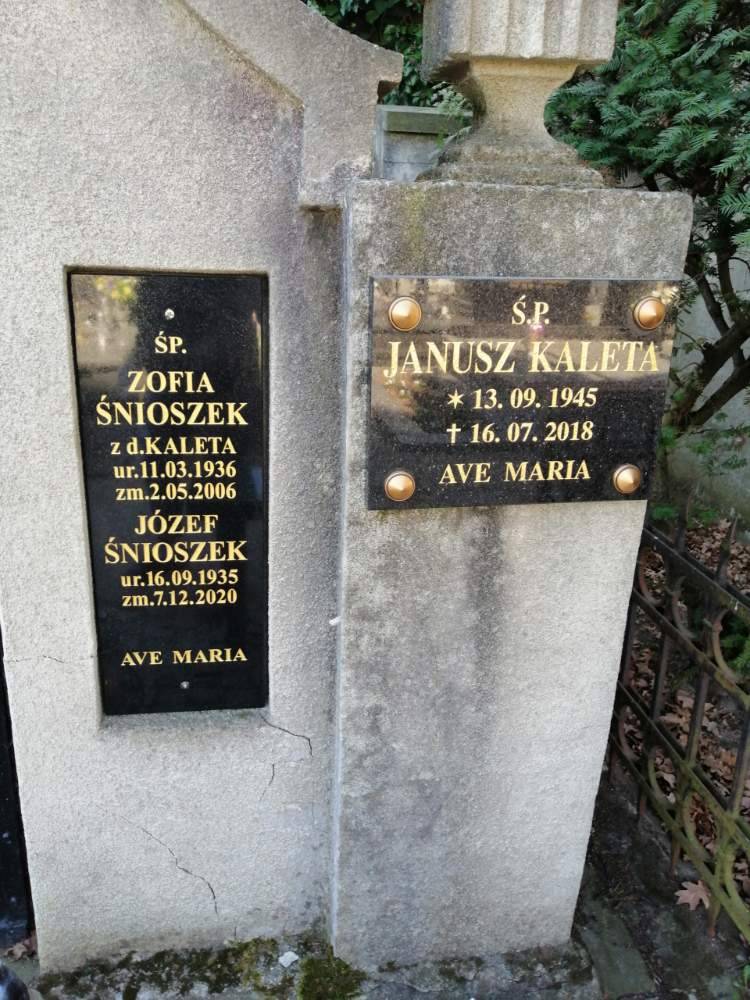 ŚP.
ZOFIA
ŚNIOSZEK
z d.KALETA
ur.11.03.1936
zm.2.05.2006
JÓZEF
ŚNIOSZEK
ur.16.09.1935
zm.7.12.2020
AVE MARIA
Ś.P.
JANUSZ KALETA
✶ 13. 09. 1945
† 16. 07. 2018
AVE MARIA